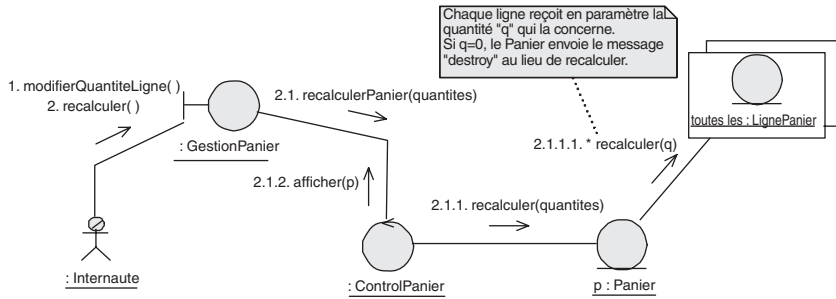 Chaque ligne reçoit en paramètre la
quantité "q" qui la concerne.
Si q=0, le Panier envoie le message
"destroy" au lieu de recalculer.
1. modifierQuantiteLigne( )
2. recalculer( )
2.1. recalculerPanier(quantites)
toutes les : LignePanier
: GestionPanier
2.1.1.1. * recalculer(q)
2.1.2. afficher(p)
2.1.1. recalculer(quantites)
: Internaute
: ControlPanier
p : Panier